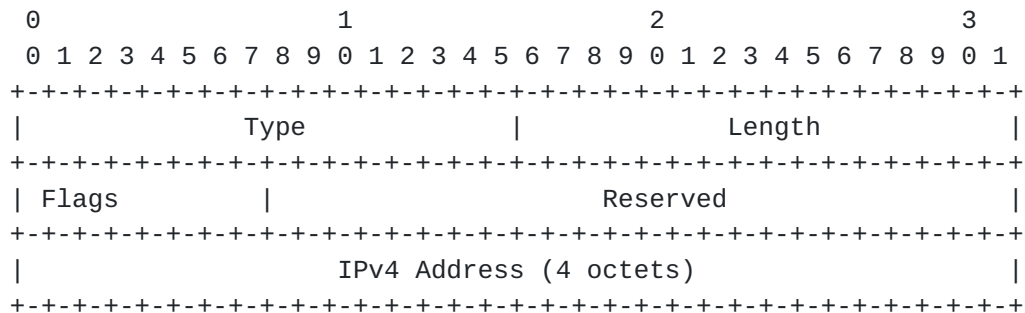 0                   1                   2                   3
 0 1 2 3 4 5 6 7 8 9 0 1 2 3 4 5 6 7 8 9 0 1 2 3 4 5 6 7 8 9 0 1
+-+-+-+-+-+-+-+-+-+-+-+-+-+-+-+-+-+-+-+-+-+-+-+-+-+-+-+-+-+-+-+-+
|              Type             |             Length            |
+-+-+-+-+-+-+-+-+-+-+-+-+-+-+-+-+-+-+-+-+-+-+-+-+-+-+-+-+-+-+-+-+
| Flags         |                     Reserved                  |
+-+-+-+-+-+-+-+-+-+-+-+-+-+-+-+-+-+-+-+-+-+-+-+-+-+-+-+-+-+-+-+-+
|                    IPv4 Address (4 octets)                    |
+-+-+-+-+-+-+-+-+-+-+-+-+-+-+-+-+-+-+-+-+-+-+-+-+-+-+-+-+-+-+-+-+